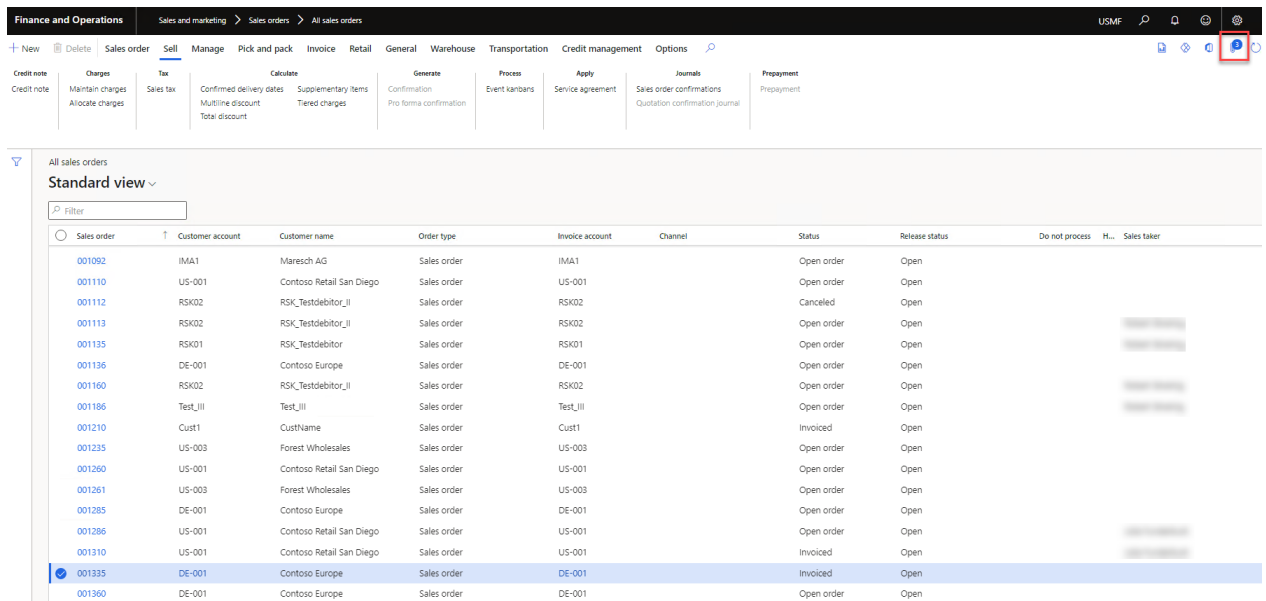 Finance and Operations Sales and marketing > Sales orders > All sales orders USMF
+ New Delete Sales order Sell Manage Pick and pack Invoice Retail General Warehouse Transportation Credit management Options 3
Credit note Charges Tax Calculate Generate Process Apply Journals Prepayment
Credit note Maintain charges Sales tax Confirmed delivery dates Supplementary items Confirmation Event kanbans Service agreement Sales order confirmations Prepayment
Allocate charges Multiline discount Tiered charges Pro forma confirmation Quotation confirmation journal
Total discount
All sales orders
Standard view
Filter
Sales order ↑ Customer account Customer name Order type Invoice account Channel Status Release status Do not process H... Sales taker
001092 IMA1 Maresch AG Sales order IMA1 Open order Open
001110 US-001 Contoso Retail San Diego Sales order US-001 Open order Open
001112 RSK02 RSK_Testdebitor_II Sales order RSK02 Canceled Open
001113 RSK02 RSK_Testdebitor_II Sales order RSK02 Open order Open
001135 RSK01 RSK_Testdebitor Sales order RSK01 Open order Open
001136 DE-001 Contoso Europe Sales order DE-001 Open order Open
001160 RSK02 RSK_Testdebitor_II Sales order RSK02 Open order Open
001186 Test_III Test_III Sales order Test_III Open order Open
001210 Cust1 CustName Sales order Cust1 Invoiced Open
001235 US-003 Forest Wholesales Sales order US-003 Open order Open
001260 US-001 Contoso Retail San Diego Sales order US-001 Open order Open
001261 US-003 Forest Wholesales Sales order US-003 Open order Open
001285 DE-001 Contoso Europe Sales order DE-001 Open order Open
001286 US-001 Contoso Retail San Diego Sales order US-001 Open order Open
001310 US-001 Contoso Retail San Diego Sales order US-001 Invoiced Open
001335 DE-001 Contoso Europe Sales order DE-001 Invoiced Open
001360 DE-001 Contoso Europe Sales order DE-001 Open order Open